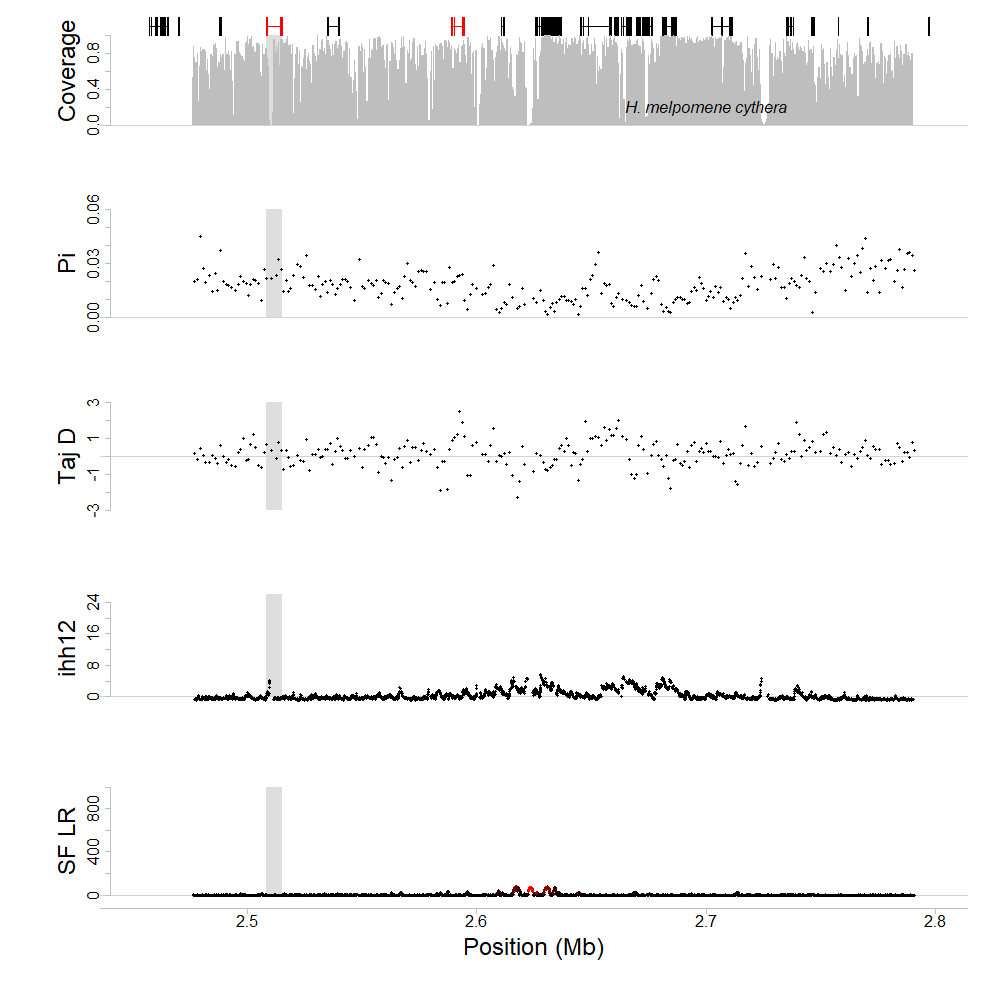 Coverage
0.0 0.4 0.8
H. melpomene cythera
Pi
0.00 0.03 0.06
Taj D
-3 -1 1 3
ihh12
0 8 16 24
SF LR
0 400 800
2.5 2.6 2.7 2.8
Position (Mb)